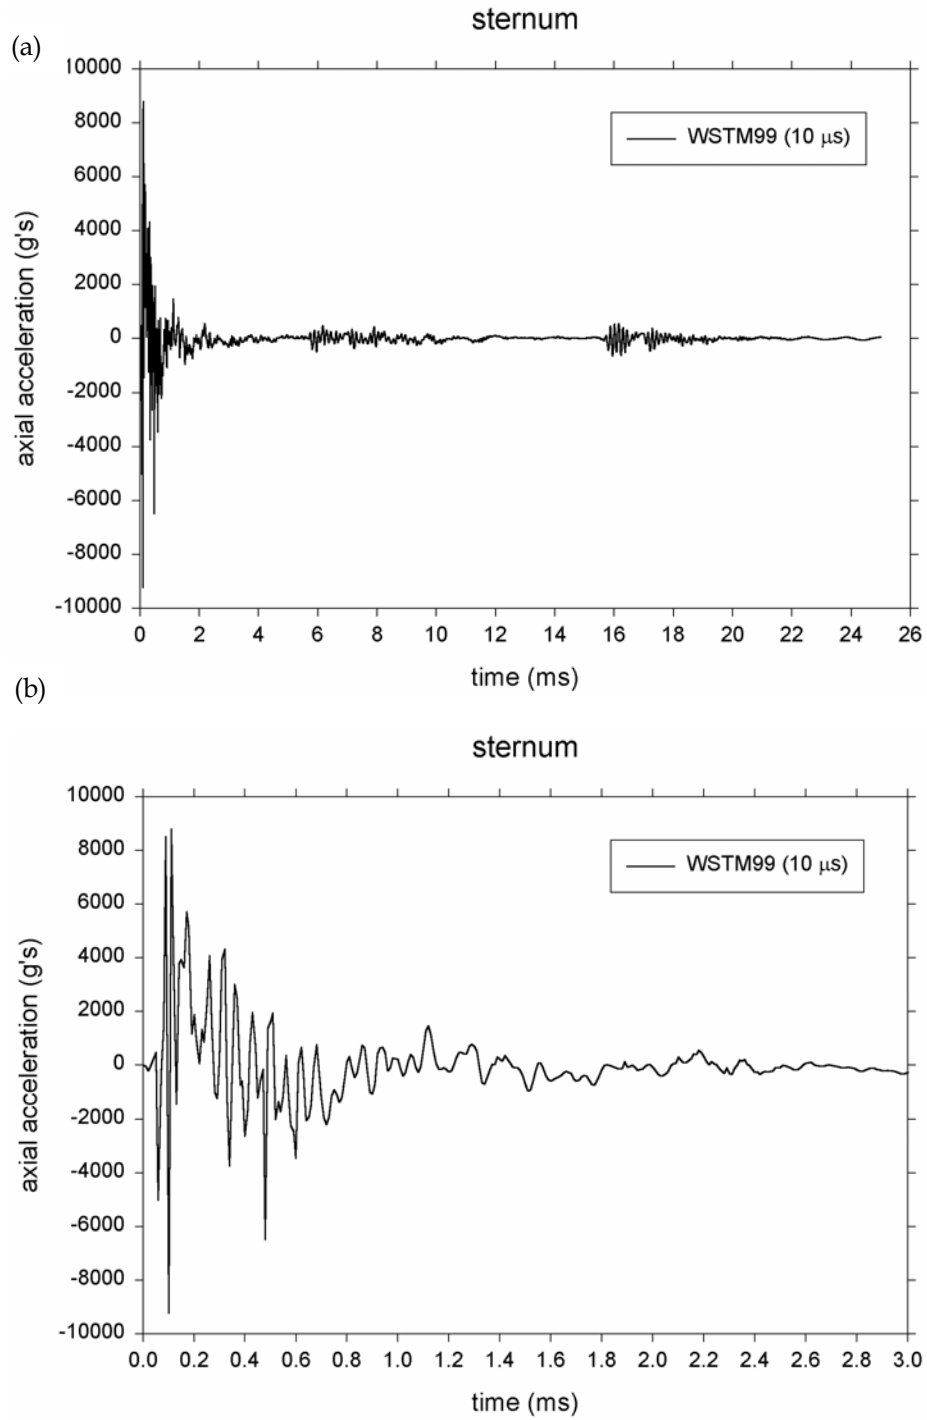 sternum
(a)
10000
8000
6000
4000
2000
0
-2000
-4000
-6000
-8000
-10000
axial acceleration (g's)
WSTM99 (10 μs)
0 2 4 6 8 10 12 14 16 18 20 22 24 26
time (ms)
(b)
sternum
10000
8000
6000
4000
2000
0
-2000
-4000
-6000
-8000
-10000
axial acceleration (g's)
WSTM99 (10 μs)
0.0 0.2 0.4 0.6 0.8 1.0 1.2 1.4 1.6 1.8 2.0 2.2 2.4 2.6 2.8 3.0
time (ms)